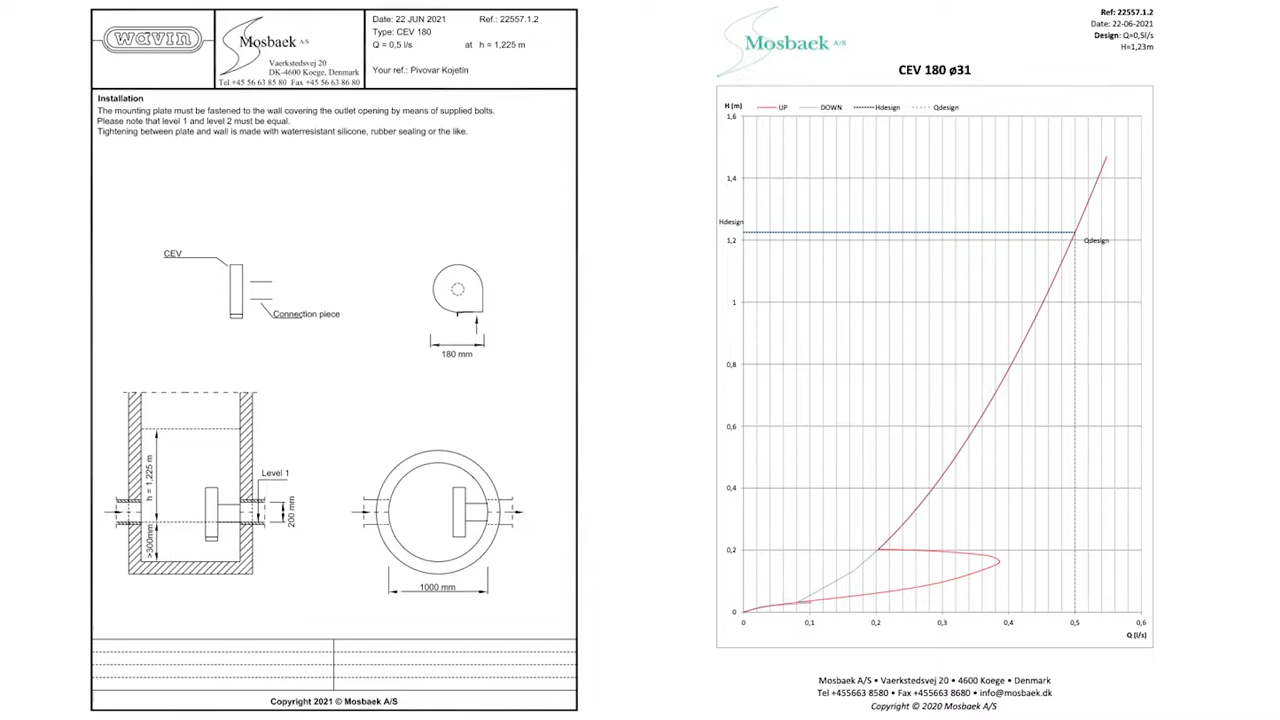 wavin
Mosbaek A/S
Vaerkstedsvej 20
DK-4600 Koege, Denmark
Tel +45 56 63 85 80 Fax +45 56 63 86 80
Date: 22 JUN 2021 Ref.: 22557.1.2
Type: CEV 180
Q = 0,5 l/s at h = 1,225 m
Your ref.: Pivovar Kojetín
Installation
The mounting plate must be fastened to the wall covering the outlet opening by means of supplied bolts.
Please note that level 1 and level 2 must be equal.
Tightening between plate and wall is made with waterresistant silicone, rubber sealing or the like.
CEV
Connection piece
180 mm
h = 1,225 m
>300mm
Level 1
200 mm
1000 mm
Copyright 2021 © Mosbaek A/S
Mosbaek A/S
Ref: 22557.1.2
Date: 22-06-2021
Design: Q=0,5l/s
H=1,23m
CEV 180 ø31
H (m)
UP DOWN Hdesign Qdesign
1,6
1,4
Hdesign
1,2
Qdesign
1
0,8
0,6
0,4
0,2
0
0 0,1 0,2 0,3 0,4 0,5 0,6
Q (l/s)
Mosbaek A/S • Vaerkstedsvej 20 • 4600 Koege • Denmark
Tel +455663 8580 • Fax +455663 8680 • info@mosbaek.dk
Copyright © 2020 Mosbaek A/S